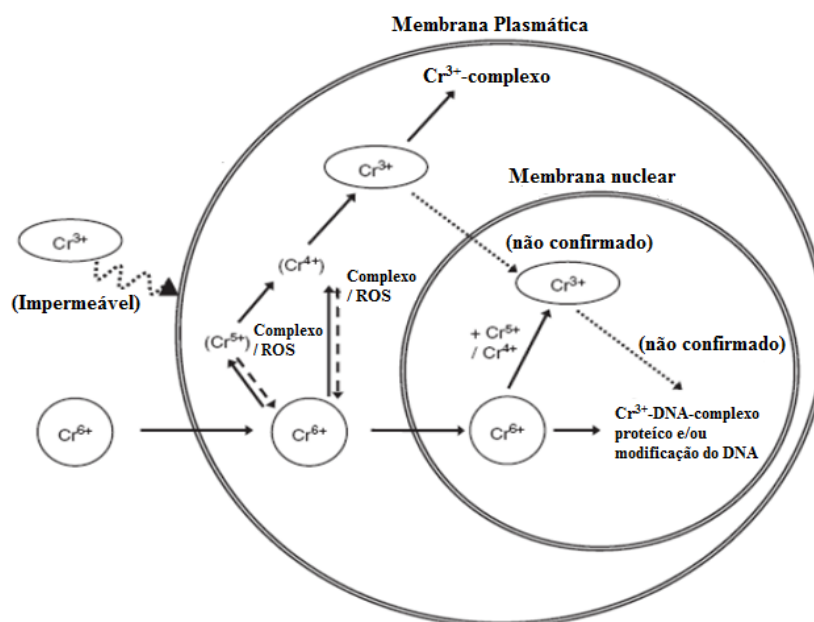 Membrana Plasmática
Cr³⁺-complexo
Cr³⁺
Membrana nuclear
Cr³⁺
(não confirmado)
(Impermeável)
(Cr⁴⁺)
Complexo
/ ROS
Cr³⁺
(Cr⁵⁺)
Complexo
/ ROS
+ Cr⁵⁺
/ Cr⁴⁺
(não confirmado)
Cr⁶⁺
Cr⁶⁺
Cr⁶⁺
Cr³⁺-DNA-complexo
proteíco e/ou
modificação do DNA